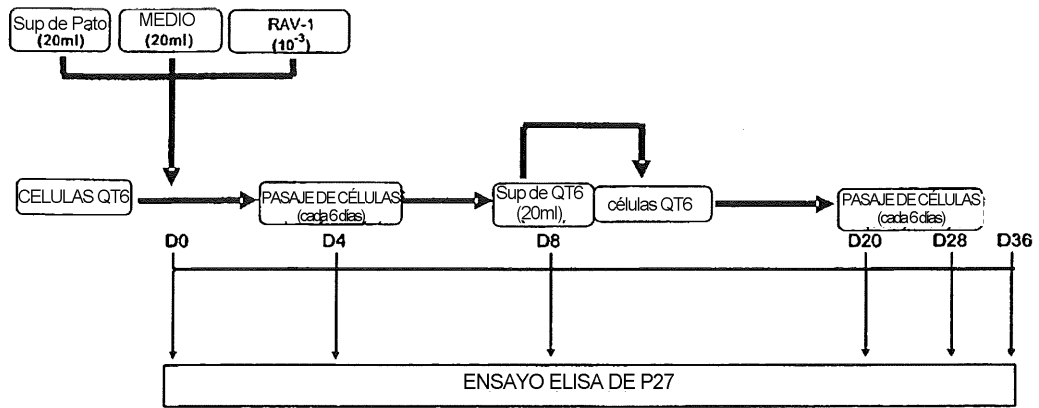 Sup de Pato
(20ml)
MEDIO
(20ml)
RAV-1
(10⁻³)
CELULAS QT6
PASAJE DE CÉLULAS
(cada 6 días)
Sup de QT6
(20ml)
células QT6
PASAJE DE CÉLULAS
(cada 6 días)
D0
D4
D8
D20
D28
D36
ENSAYO ELISA DE P27